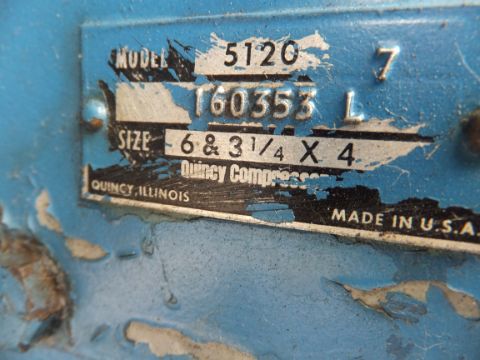 MODEL 5120 7
160353 L
SIZE 6 & 3 1/4 X 4
Quincy Compressor
QUINCY, ILLINOIS
MADE IN U.S.A.